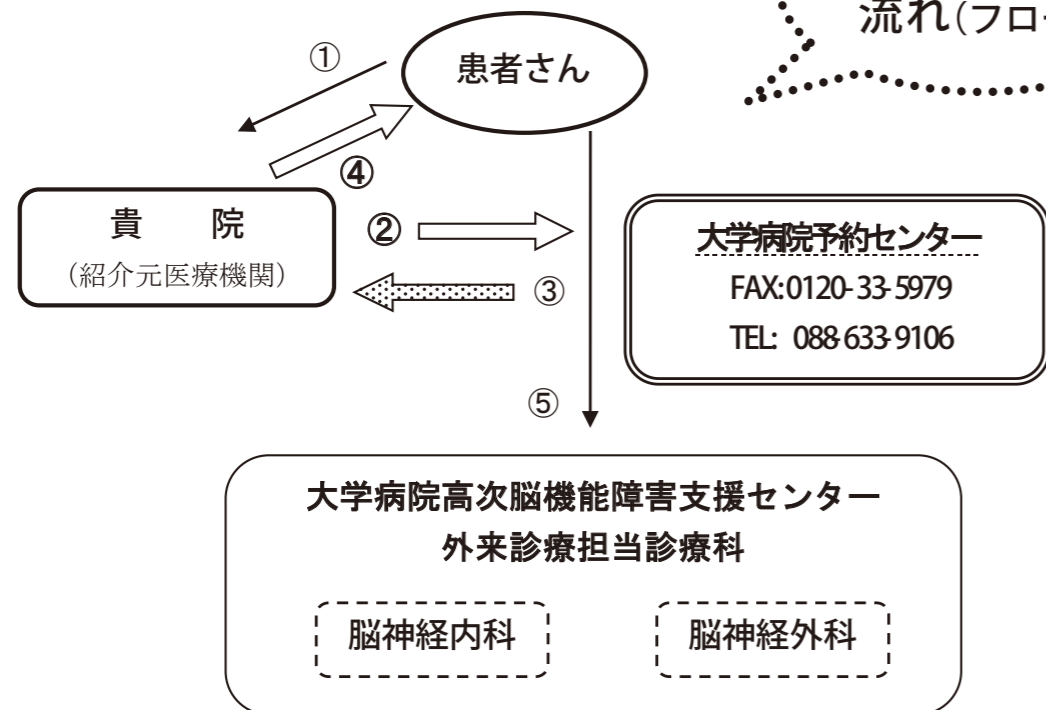 流れ(フロー
①
患者さん
④
貴 院
(紹介元医療機関)
②
③
大学病院予約センター
FAX:0120-33-5979
TEL: 088-633-9106
⑤
大学病院高次脳機能障害支援センター
外来診療担当診療科
脳神経内科
脳神経外科